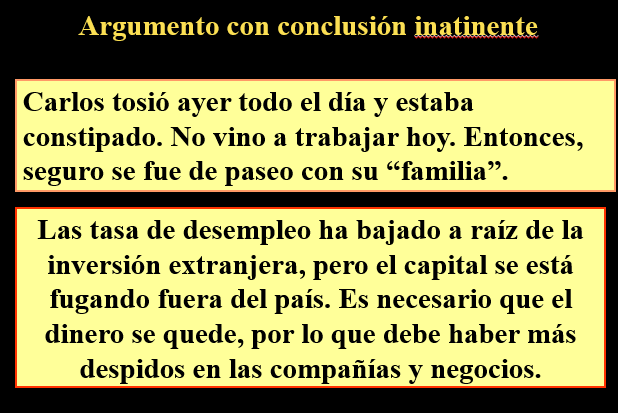 Argumento con conclusión inatinente
Carlos tosió ayer todo el día y estaba
constipado. No vino a trabajar hoy. Entonces,
seguro se fue de paseo con su “familia”.
Las tasa de desempleo ha bajado a raíz de la
inversión extranjera, pero el capital se está
fugando fuera del país. Es necesario que el
dinero se quede, por lo que debe haber más
despidos en las compañías y negocios.